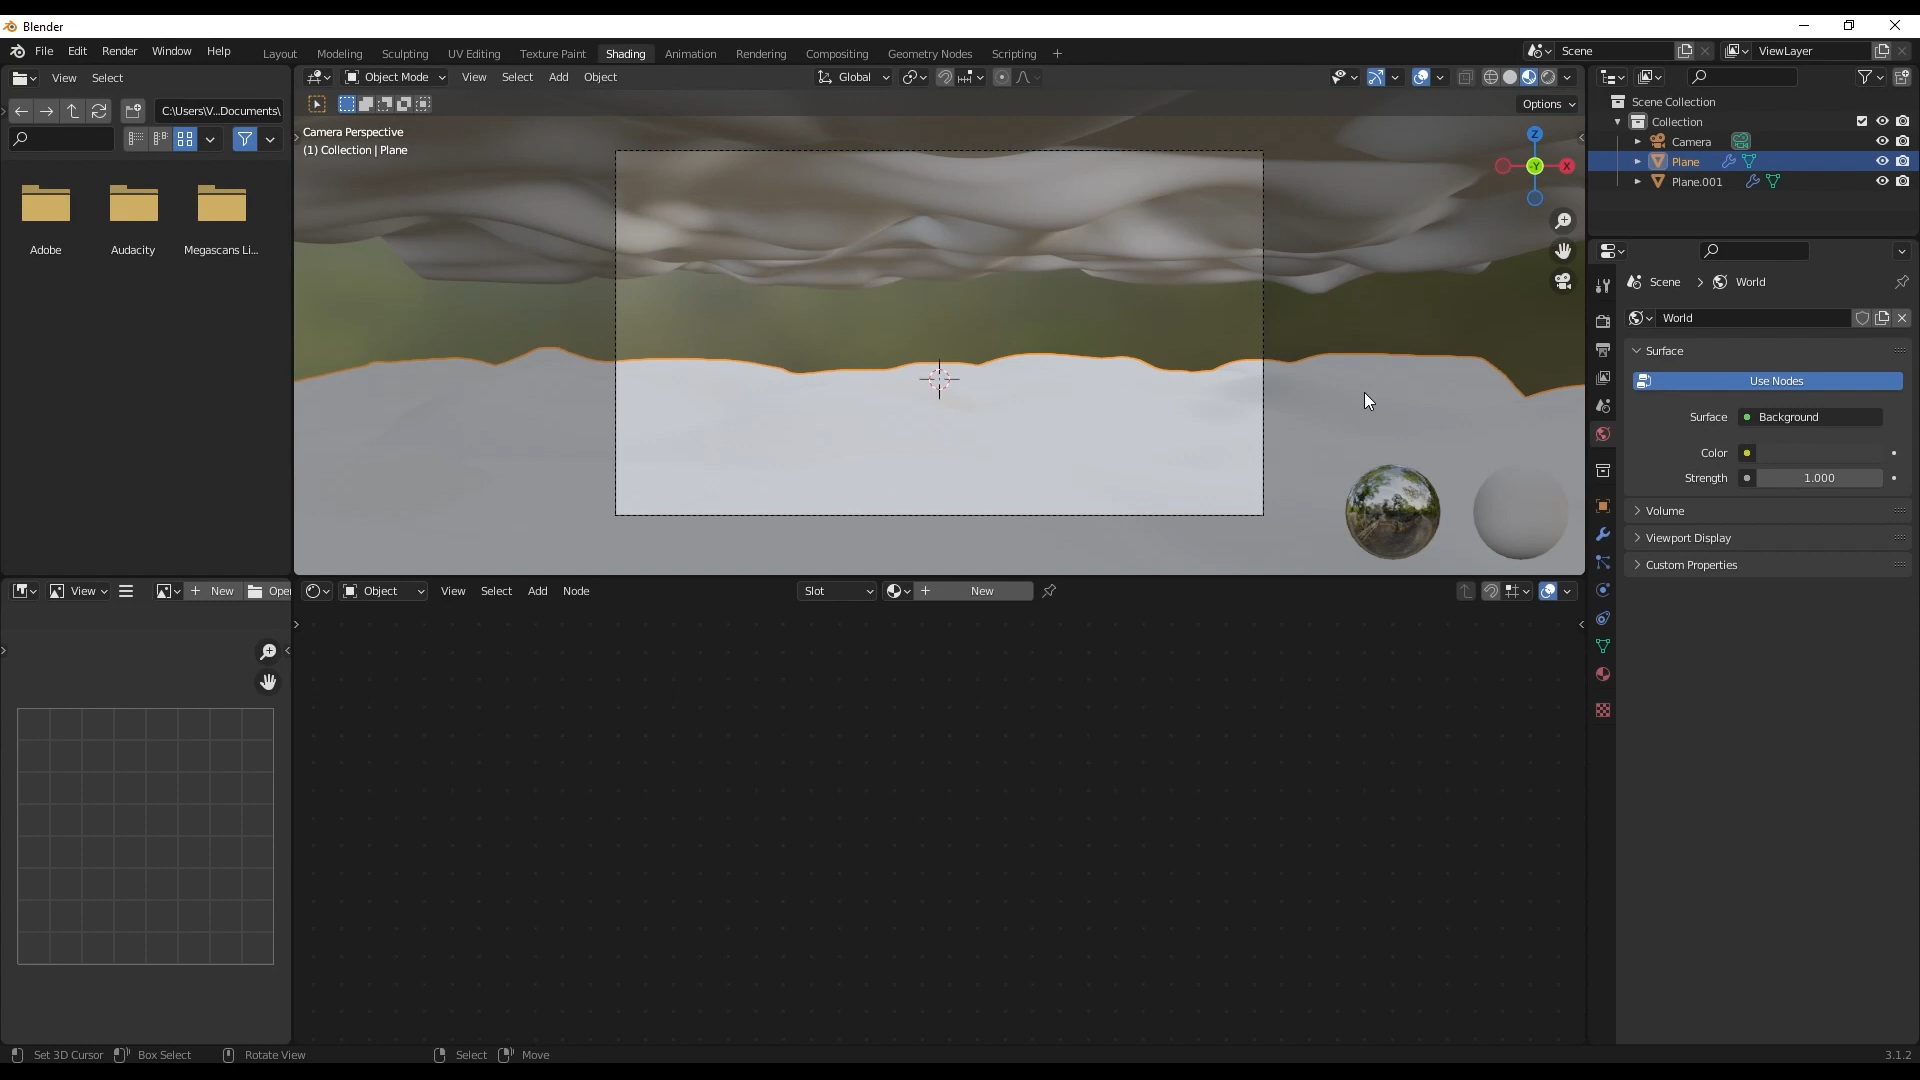 Blender
File Edit Render Window Help
Layout Modeling Sculpting UV Editing Texture Paint Shading Animation Rendering Compositing Geometry Nodes Scripting +
Scene
ViewLayer
View Select
Object Mode View Select Add Object
Global
C:\Users\V...Documents\
Options
Camera Perspective
(1) Collection | Plane
Z
Y
X
Adobe
Audacity
Megascans Li...
Scene Collection
Collection
Camera
Plane
Plane.001
Scene > World
World
Surface
Use Nodes
Surface Background
Color
Strength 1.000
Volume
Viewport Display
Custom Properties
View
+ New
Ope
Object View Select Add Node
Slot
+ New
Set 3D Cursor Box Select Rotate View Select Move
3.1.2